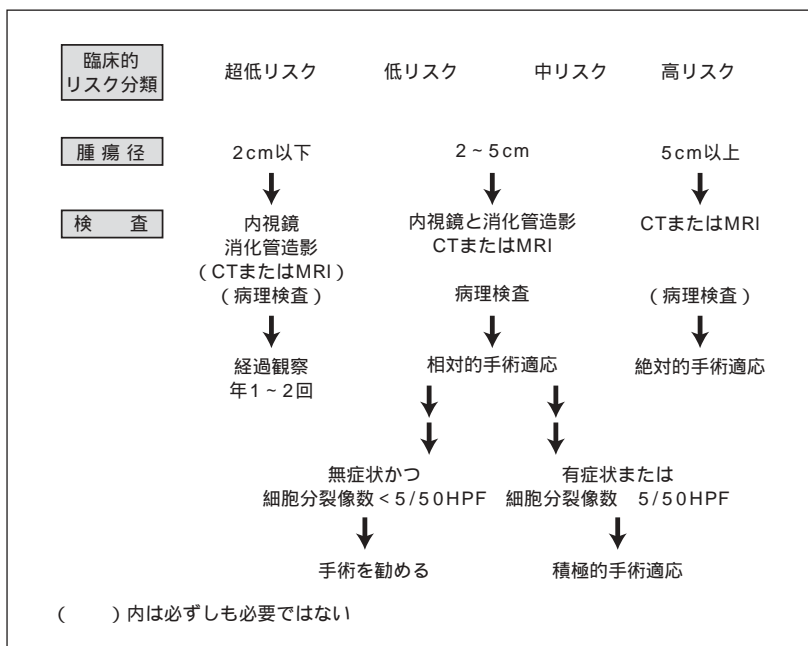 臨床的
リスク分類
超低リスク 低リスク 中リスク 高リスク
腫瘍径 2cm以下 2~5cm 5cm以上
検 査
内視鏡
消化管造影
(CTまたはMRI)
(病理検査)
内視鏡と消化管造影
CTまたはMRI
病理検査
CTまたはMRI
(病理検査)
経過観察
年1~2回
相対的手術適応
絶対的手術適応
無症状かつ
細胞分裂像数<5/50HPF
有症状または
細胞分裂像数 5/50HPF
手術を勧める
積極的手術適応
( )内は必ずしも必要ではない